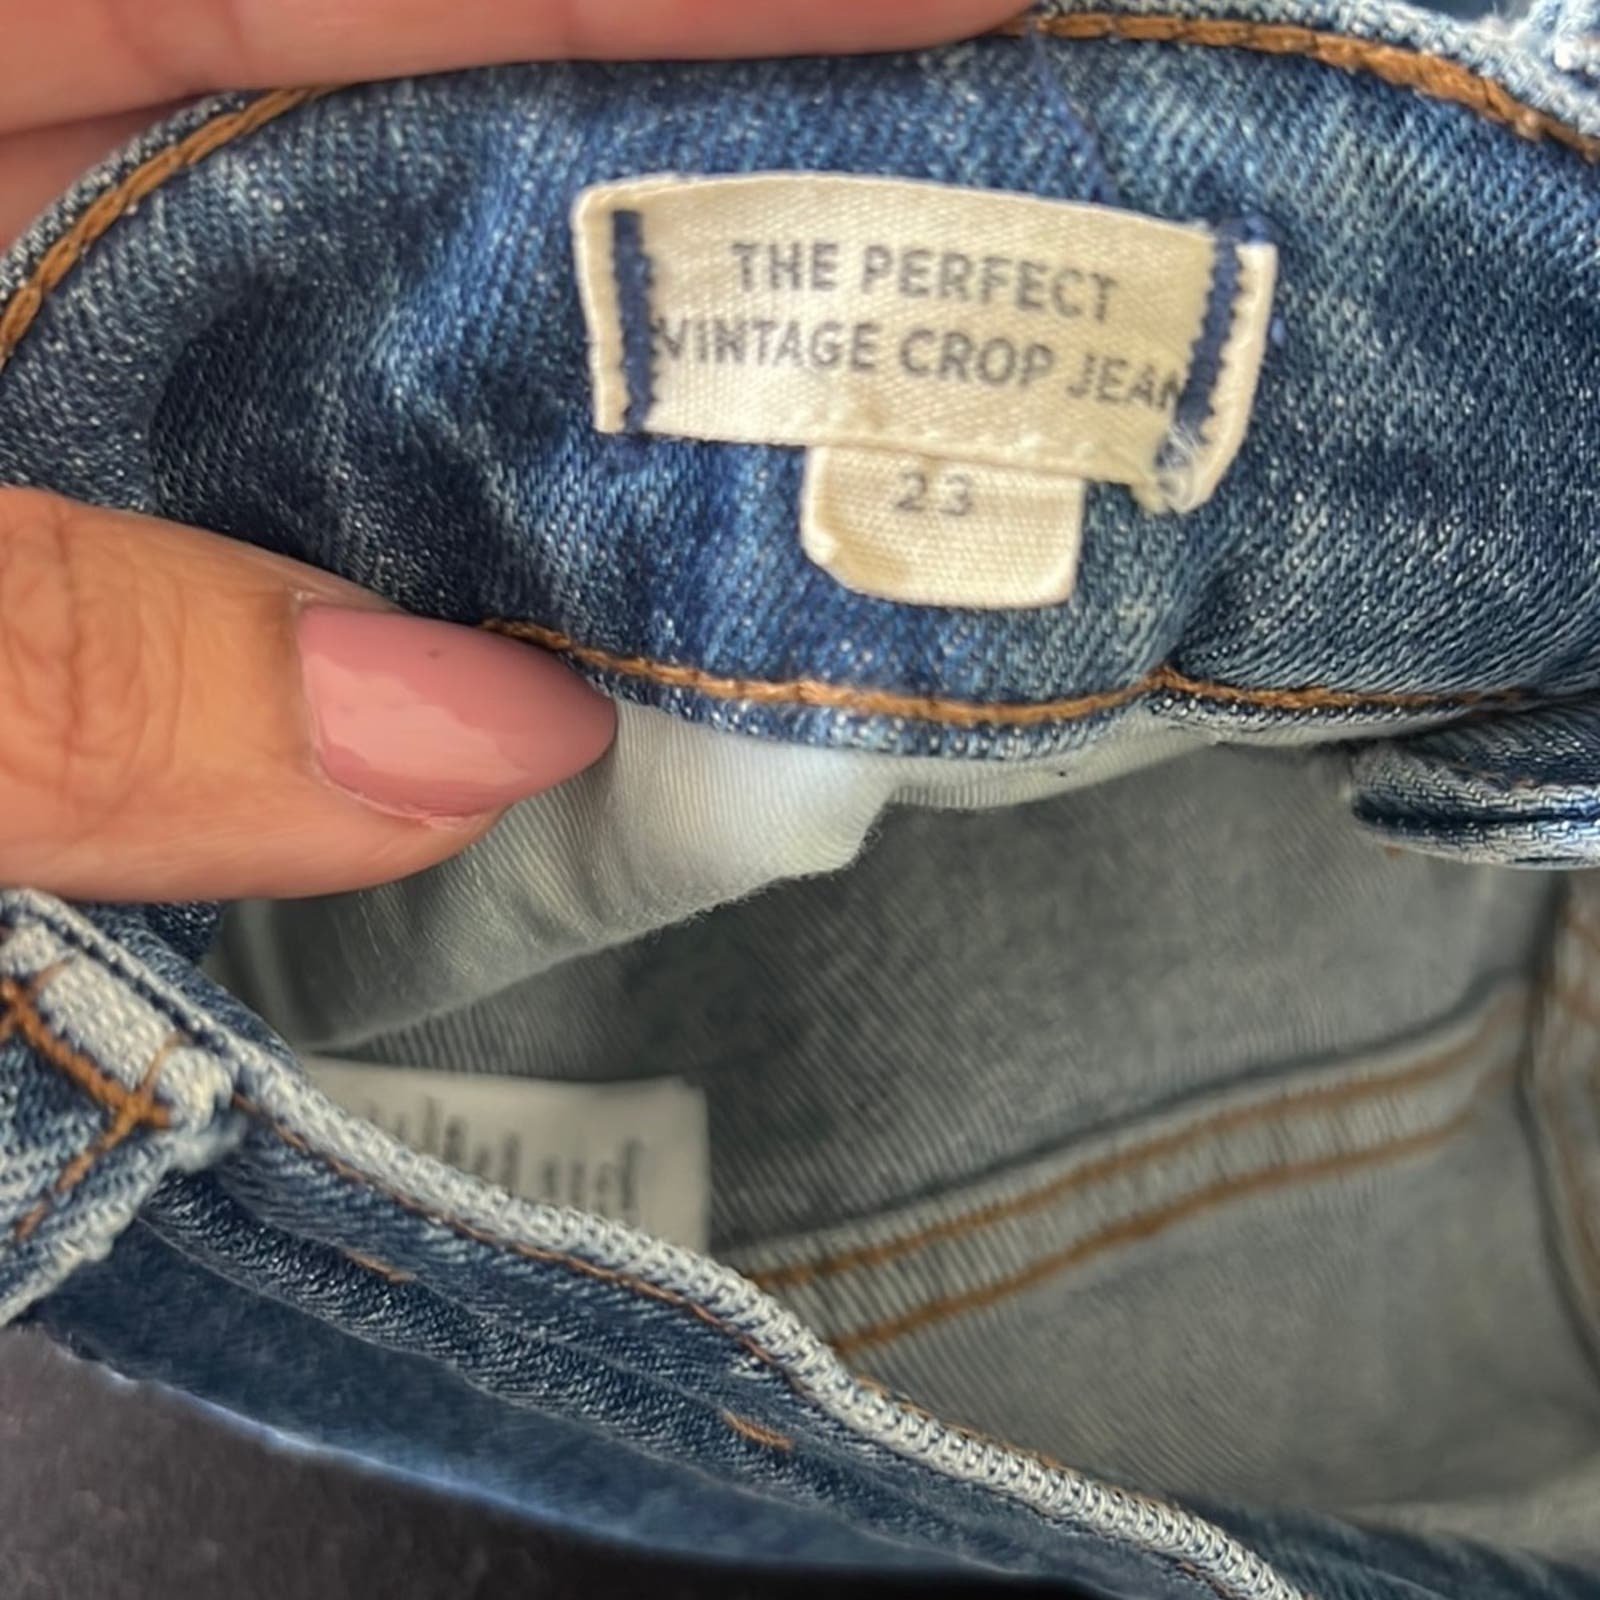 THE PERFECT
VINTAGE CROP JEAN
23